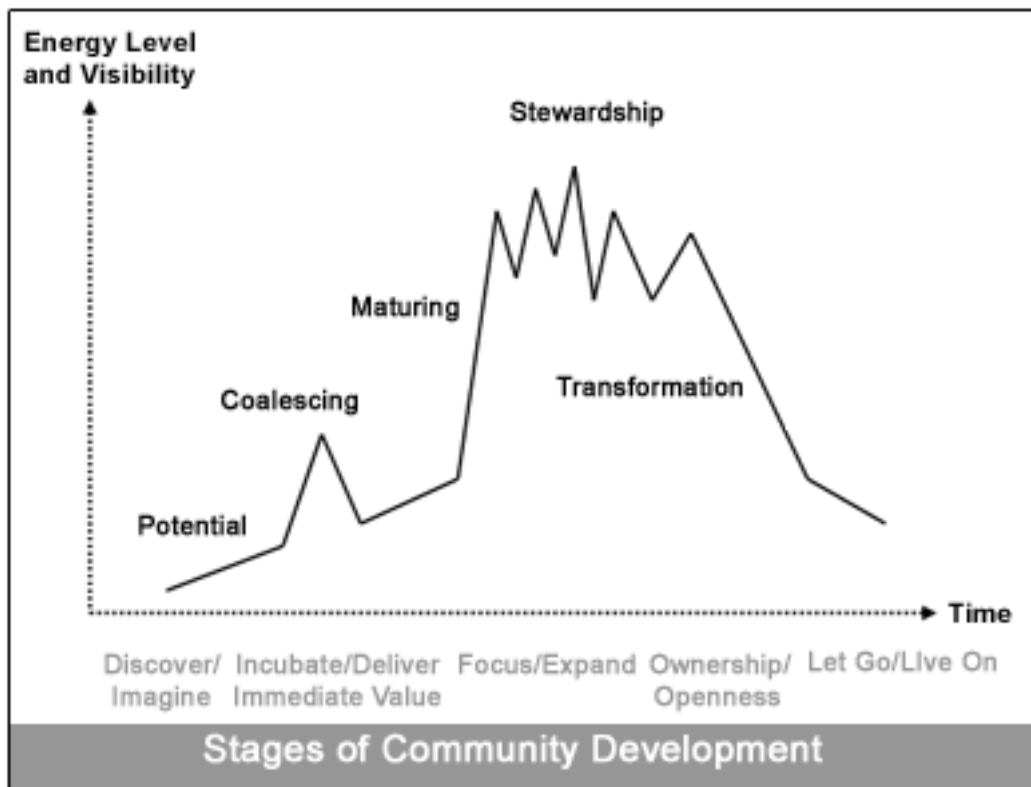 Energy Level
and Visibility
Stewardship
Maturing
Coalescing
Transformation
Potential
Time
Discover/
Imagine
Incubate/Deliver
Immediate Value
Focus/Expand
Ownership/
Openness
Let Go/LIve On
Stages of Community Development